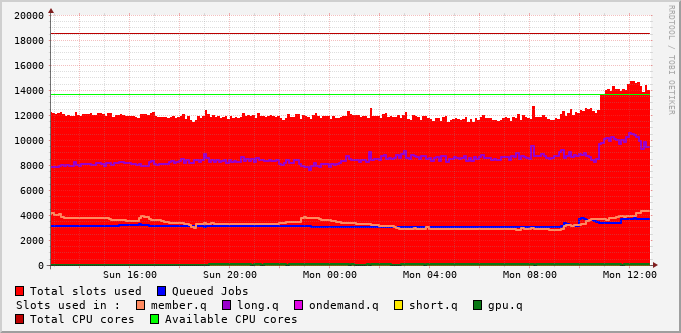 RRDTOOL / TOBI OETIKER
20000
18000
16000
14000
12000
10000
8000
6000
4000
2000
0
Sun 16:00 Sun 20:00 Mon 00:00 Mon 04:00 Mon 08:00 Mon 12:00
Total slots used Queued Jobs
Slots used in : member.q long.q ondemand.q short.q gpu.q
Total CPU cores Available CPU cores